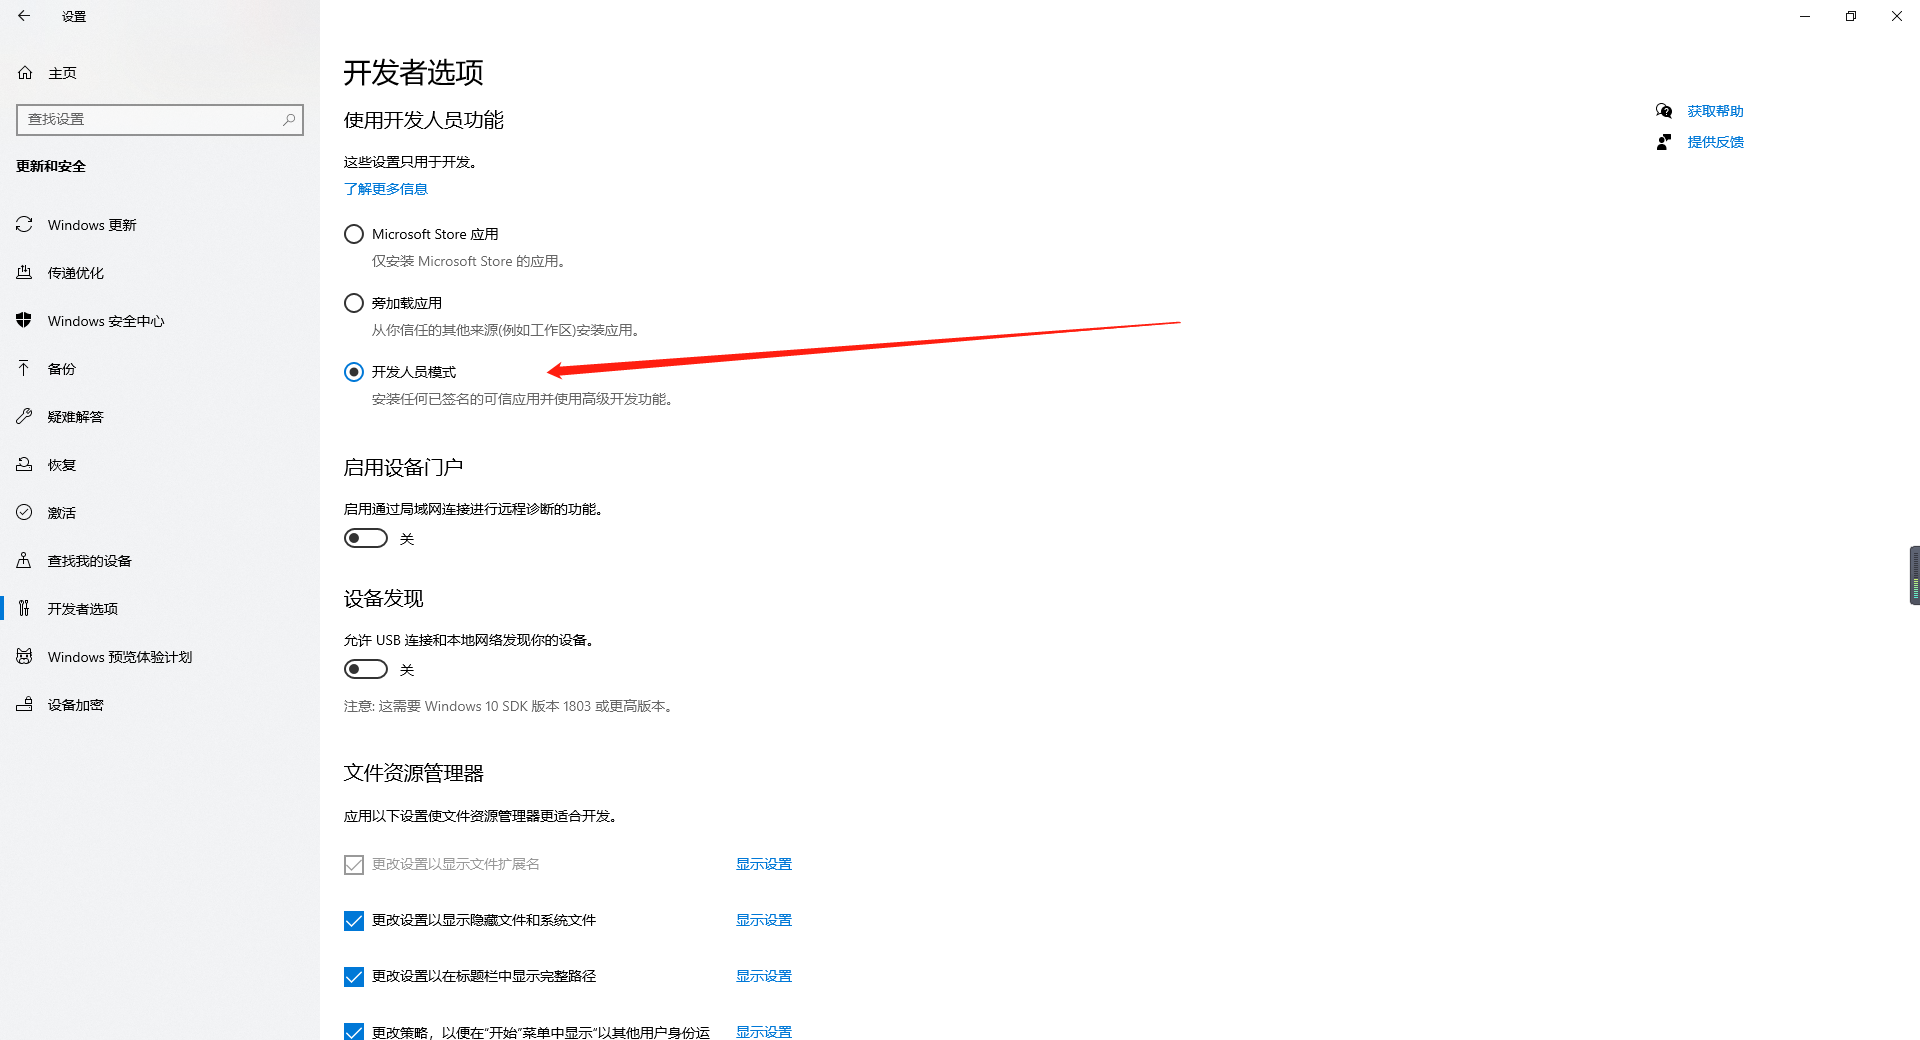 设置
主页
查找设置
更新和安全
Windows 更新
传递优化
Windows 安全中心
备份
疑难解答
恢复
激活
查找我的设备
开发者选项
Windows 预览体验计划
设备加密
开发者选项
使用开发人员功能
这些设置只用于开发。
了解更多信息
Microsoft Store 应用
仅安装 Microsoft Store 的应用。
旁加载应用
从你信任的其他来源(例如工作区)安装应用。
开发人员模式
安装任何已签名的可信应用并使用高级开发功能。
启用设备门户
启用通过局域网连接进行远程诊断的功能。
关
设备发现
允许 USB 连接和本地网络发现你的设备。
关
注意: 这需要 Windows 10 SDK 版本 1803 或更高版本。
文件资源管理器
应用以下设置使文件资源管理器更适合开发。
更改设置以显示文件扩展名 显示设置
更改设置以显示隐藏文件和系统文件 显示设置
更改设置以在标题栏中显示完整路径 显示设置
更改策略，以便在“开始”菜单中显示“以其他用户身份运 显示设置
获取帮助
提供反馈